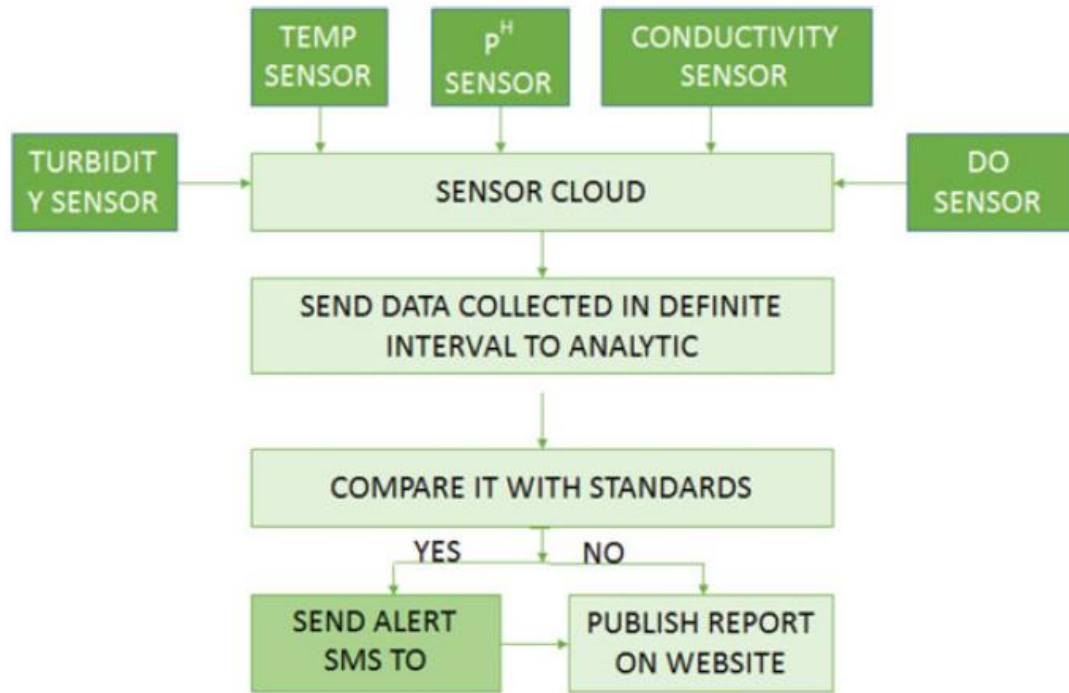 TEMP
SENSOR
P^H
SENSOR
CONDUCTIVITY
SENSOR
TURBIDIT
Y SENSOR
SENSOR CLOUD
DO
SENSOR
SEND DATA COLLECTED IN DEFINITE
INTERVAL TO ANALYTIC
COMPARE IT WITH STANDARDS
YES
NO
SEND ALERT
SMS TO
PUBLISH REPORT
ON WEBSITE